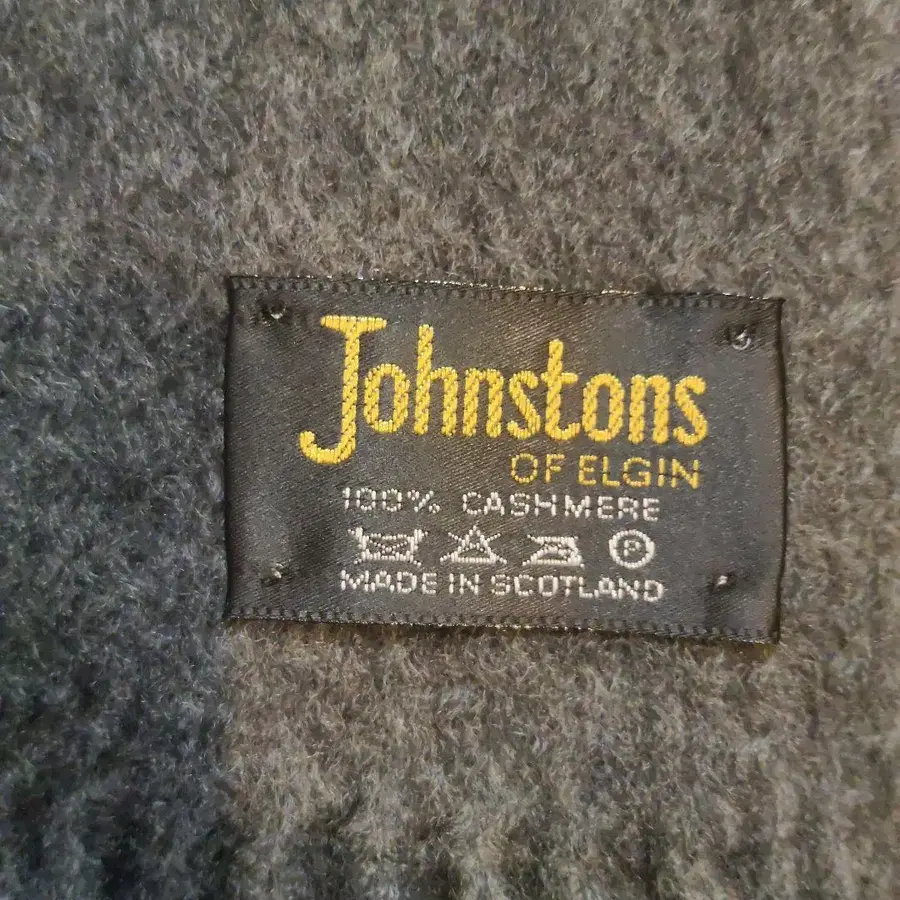 Johnstons
OF ELGIN
100% CASHMERE
P
MADE IN SCOTLAND